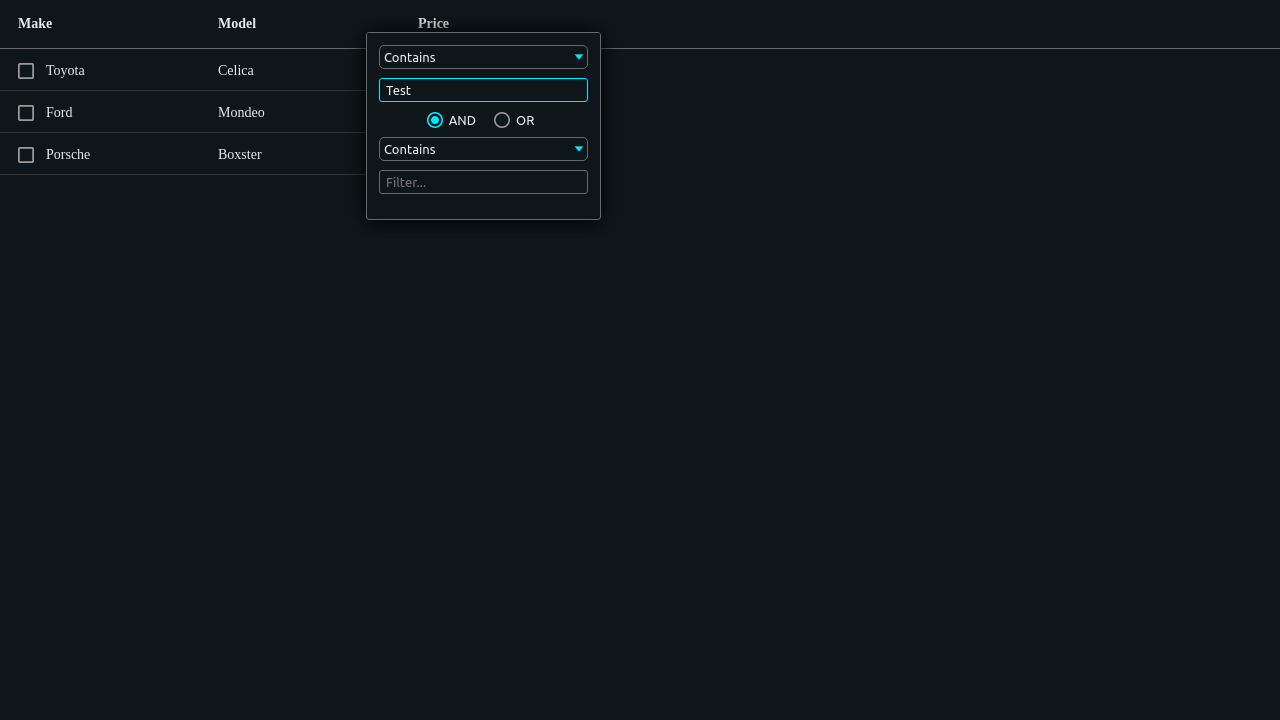 Make Model Price
Contains
Toyota Celica
Test
Ford Mondeo
AND OR
Contains
Porsche Boxster
Filter...